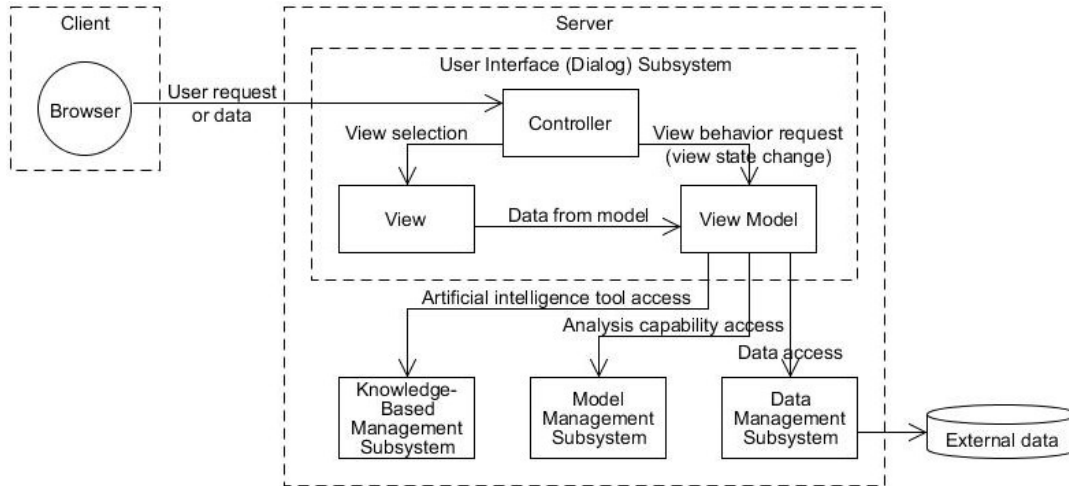 Client
Server
User Interface (Dialog) Subsystem
Browser
User request
or data
Controller
View selection
View behavior request
(view state change)
View
Data from model
View Model
Artificial intelligence tool access
Analysis capability access
Data access
Knowledge-
Based
Management
Subsystem
Model
Management
Subsystem
Data
Management
Subsystem
External data